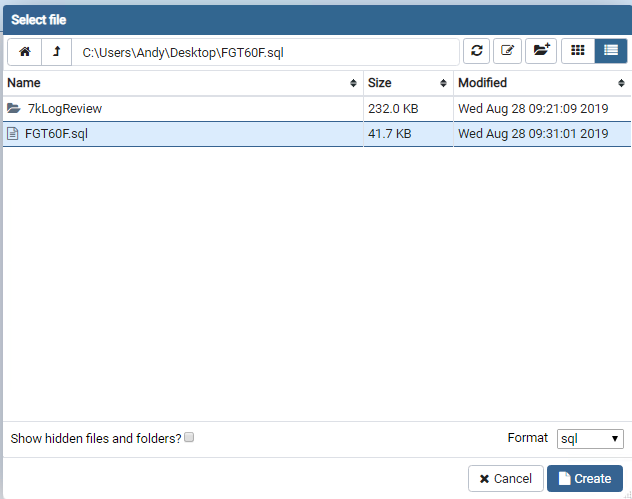 Select file
C:\Users\Andy\Desktop\FGT60F.sql
Name Size Modified
7kLogReview 232.0 KB Wed Aug 28 09:21:09 2019
FGT60F.sql 41.7 KB Wed Aug 28 09:31:01 2019
Show hidden files and folders? Format sql
Cancel Create